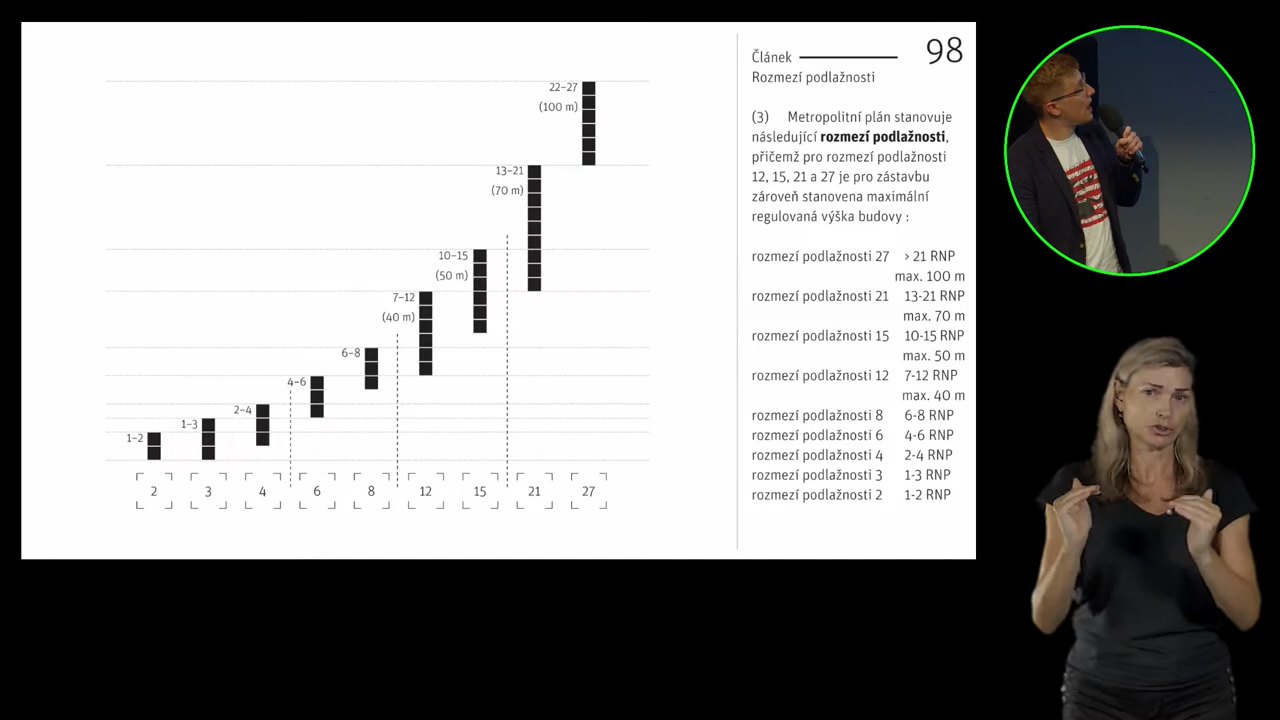 22–27
(100 m)
13–21
(70 m)
10–15
(50 m)
7–12
(40 m)
6–8
4–6
2–4
1–3
1–2
2 3 4 6 8 12 15 21 27
Článek 98
Rozmezí podlažnosti
(3) Metropolitní plán stanovuje
následující rozmezí podlažnosti,
přičemž pro rozmezí podlažnosti
12, 15, 21 a 27 je pro zástavbu
zároveň stanovena maximální
regulovaná výška budovy :
rozmezí podlažnosti 27 > 21 RNP
max. 100 m
rozmezí podlažnosti 21 13-21 RNP
max. 70 m
rozmezí podlažnosti 15 10-15 RNP
max. 50 m
rozmezí podlažnosti 12 7-12 RNP
max. 40 m
rozmezí podlažnosti 8 6-8 RNP
rozmezí podlažnosti 6 4-6 RNP
rozmezí podlažnosti 4 2-4 RNP
rozmezí podlažnosti 3 1-3 RNP
rozmezí podlažnosti 2 1-2 RNP